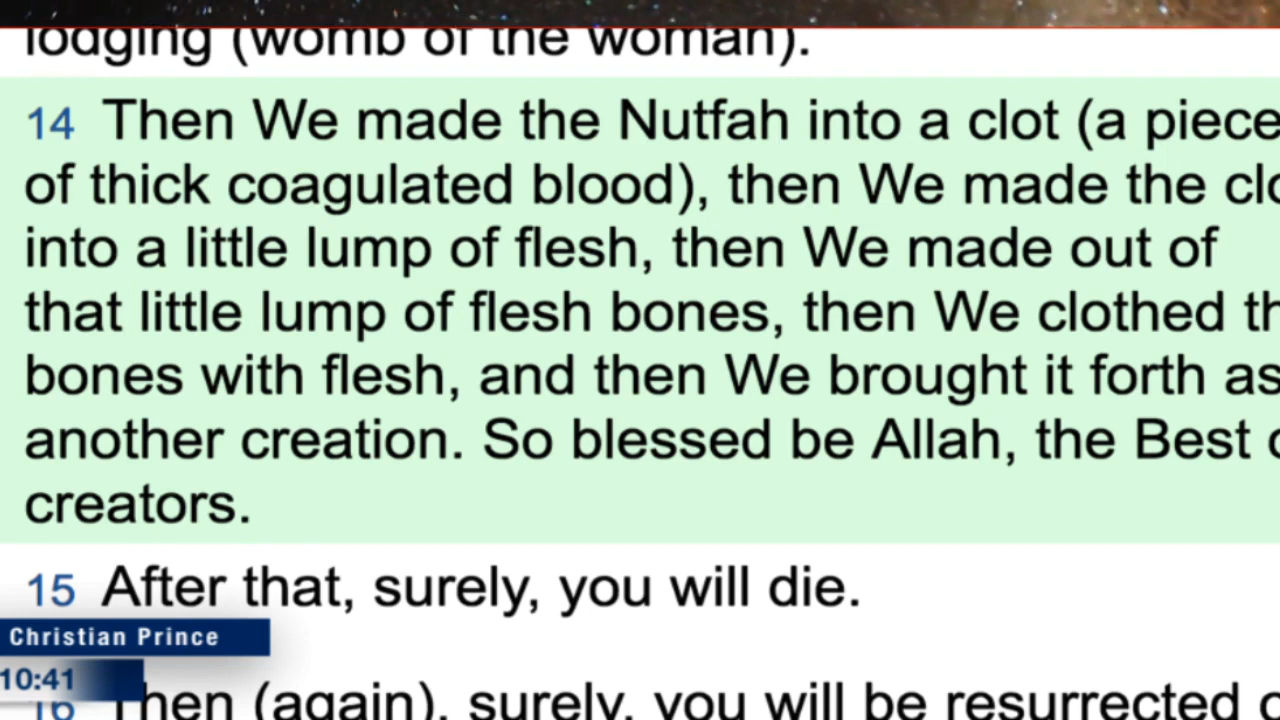 lodging (womb of the woman).
14 Then We made the Nutfah into a clot (a piece
of thick coagulated blood), then We made the
into a little lump of flesh, then We made out of
that little lump of flesh bones, then We clothed
bones with flesh, and then We brought it forth as
another creation. So blessed be Allah, the Best
creators.
15 After that, surely, you will die.
Christian Prince
10:41
16 Then (again), surely, you will be resurrected